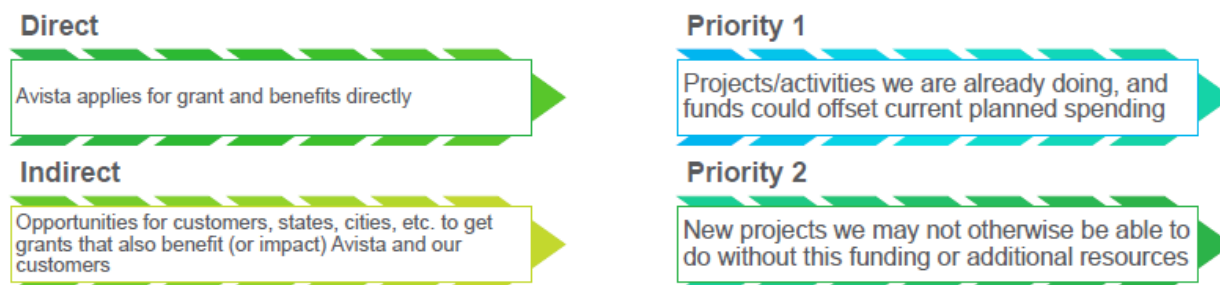 Direct
Avista applies for grant and benefits directly
Indirect
Opportunities for customers, states, cities, etc. to get
grants that also benefit (or impact) Avista and our
customers
Priority 1
Projects/activities we are already doing, and
funds could offset current planned spending
Priority 2
New projects we may not otherwise be able to
do without this funding or additional resources